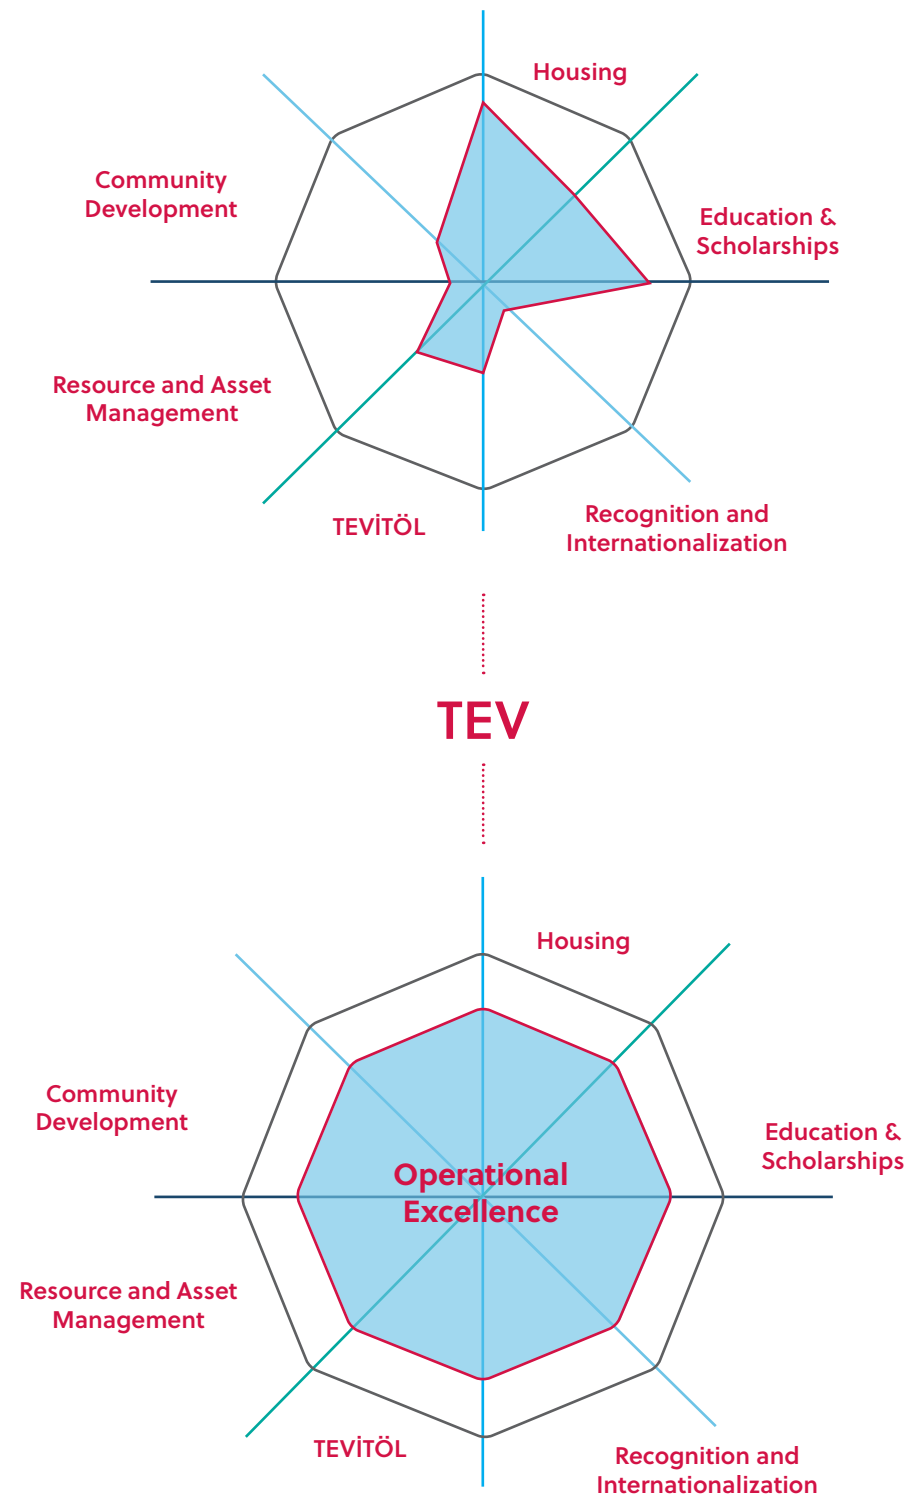 Housing
Community
Development
Education &
Scholarships
Resource and Asset
Management
TEVİTÖL
Recognition and
Internationalization
TEV
Housing
Community
Development
Education &
Scholarships
Operational
Excellence
Resource and Asset
Management
TEVİTÖL
Recognition and
Internationalization